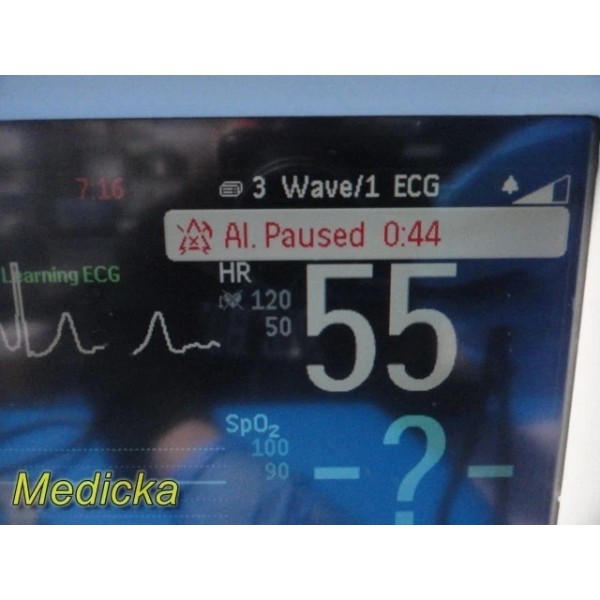 7:16 3 Wave/1 ECG
Al. Paused 0:44
Learning ECG HR
120
50
55
SpO2
100
90
-?-
Medicka